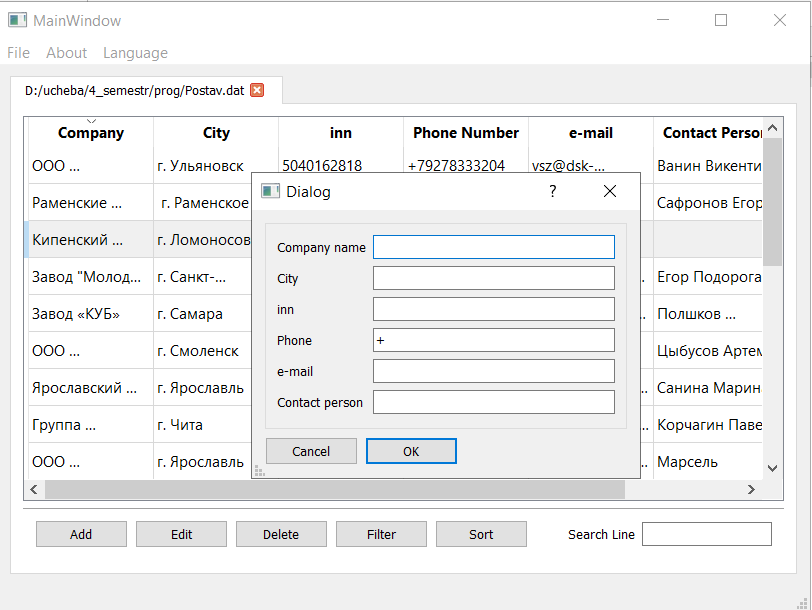 MainWindow
File About Language
D:/ucheba/4_semestr/prog/Postav.dat
Company City inn Phone Number e-mail Contact Person
ООО ... г. Ульяновск 5040162818 +79278333204 vsz@dsk-... Ванин Викенти
Раменские ... г. Раменское Сафронов Егор
Кипенский ... г. Ломоносов
Завод "Молод... г. Санкт-... Егор Подорога
Завод «КУБ» г. Самара Полшков ...
ООО ... г. Смоленск Цыбусов Артем
Ярославский ... г. Ярославль Санина Марин
Группа ... г. Чита Корчагин Паве
ООО ... г. Ярославль Марсель
Dialog ?
Company name
City
inn
Phone +
e-mail
Contact person
Cancel OK
Add Edit Delete Filter Sort Search Line